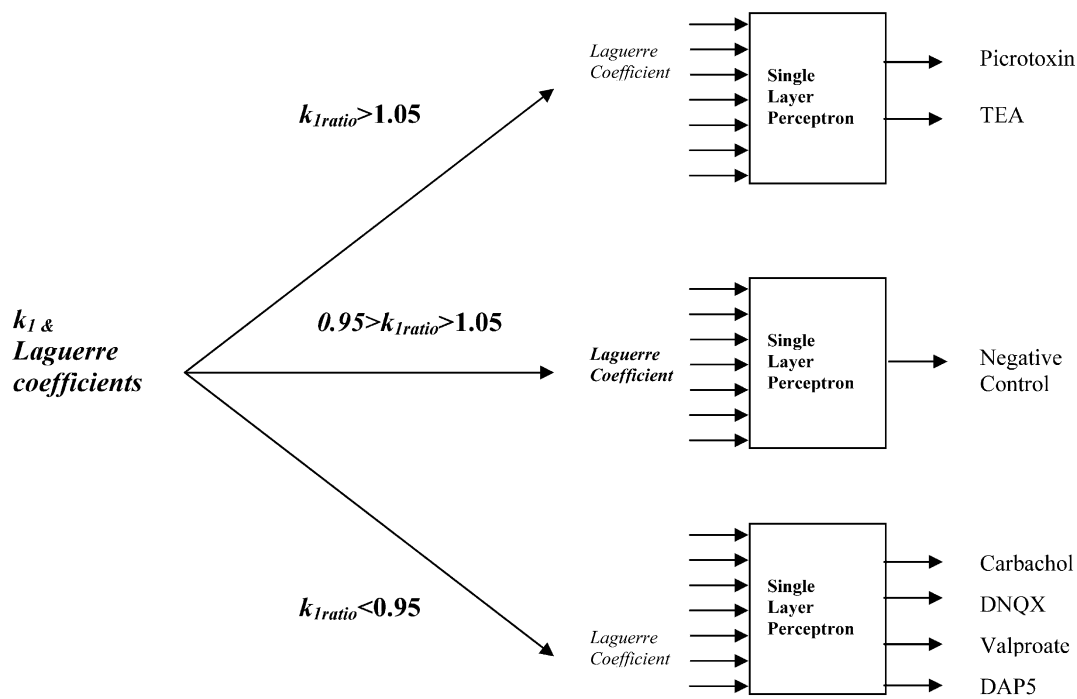 k1 &
Laguerre
coefficients
k1ratio>1.05
Laguerre
Coefficient
Single
Layer
Perceptron
Picrotoxin
TEA
0.95>k1ratio>1.05
Laguerre
Coefficient
Single
Layer
Perceptron
Negative
Control
k1ratio<0.95
Laguerre
Coefficient
Single
Layer
Perceptron
Carbachol
DNQX
Valproate
DAP5